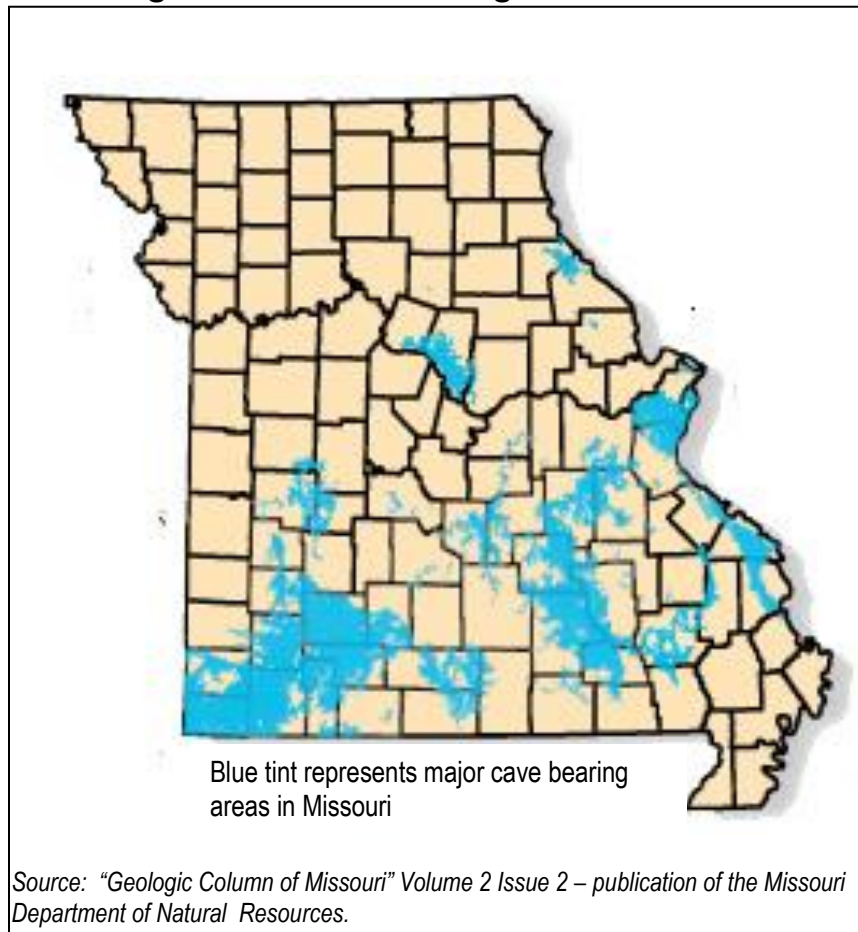 Blue tint represents major cave bearing
areas in Missouri
Source: “Geologic Column of Missouri” Volume 2 Issue 2 – publication of the Missouri
Department of Natural Resources.